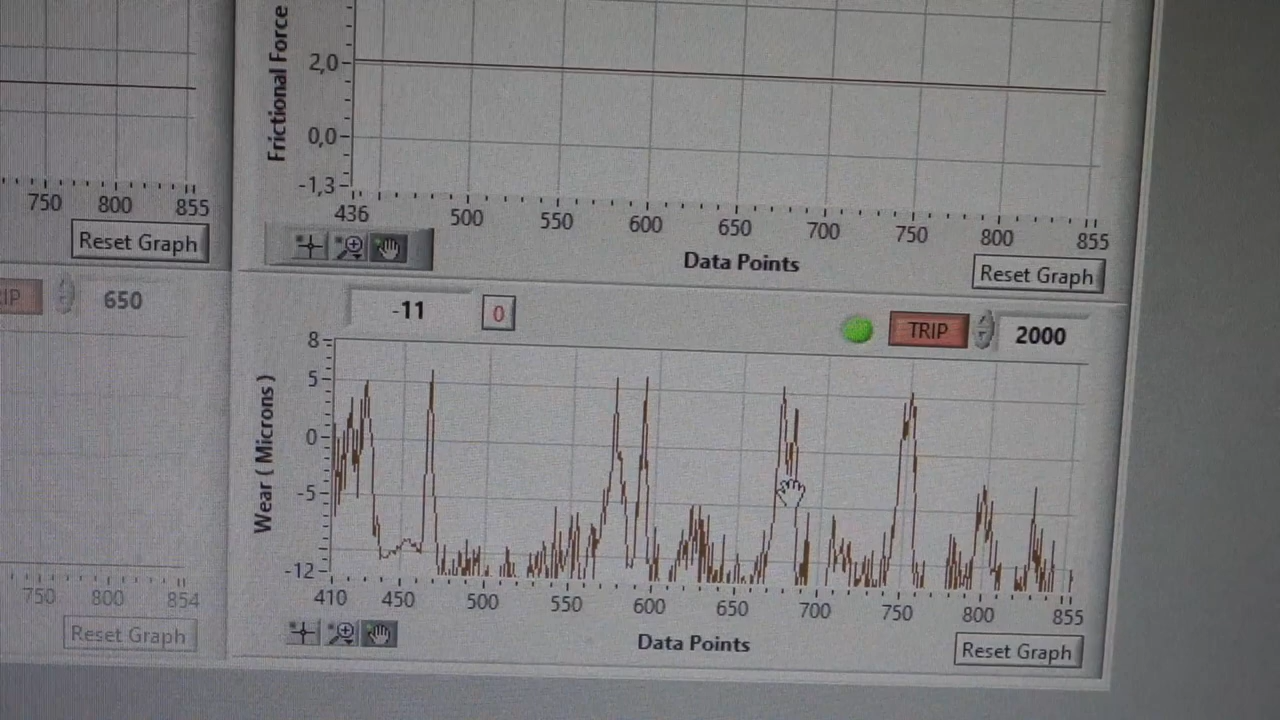 Frictional Force
2,0
0,0
-1,3
436 500 550 600 650 700 750 800 855
Data Points
Reset Graph
750 800 855
Reset Graph
650
-11
0
TRIP
2000
Wear ( Microns )
8
5
0
-5
-12
410 450 500 550 600 650 700 750 800 855
Data Points
Reset Graph
750 800 854
Reset Graph